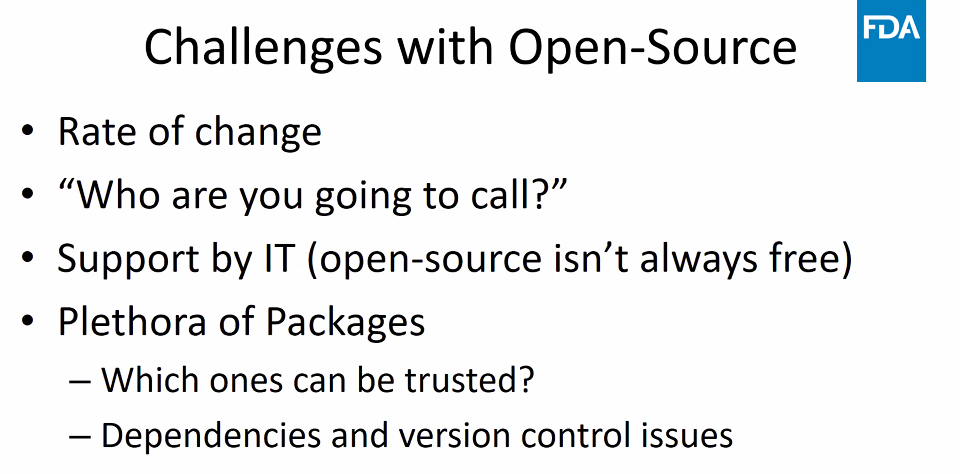 Challenges with Open-Source
FDA
• Rate of change
• “Who are you going to call?”
• Support by IT (open-source isn’t always free)
• Plethora of Packages
– Which ones can be trusted?
– Dependencies and version control issues